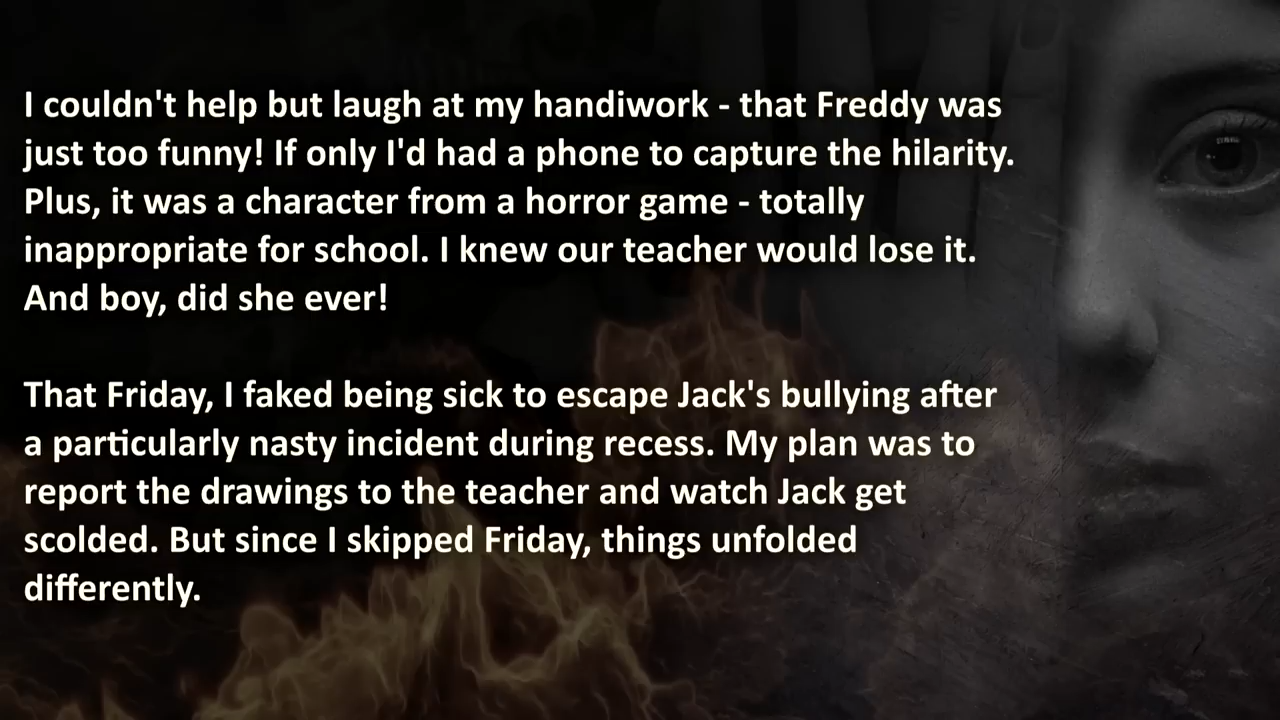 I couldn't help but laugh at my handiwork - that Freddy was
just too funny! If only I'd had a phone to capture the hilarity.
Plus, it was a character from a horror game - totally
inappropriate for school. I knew our teacher would lose it.
And boy, did she ever!
That Friday, I faked being sick to escape Jack's bullying after
a particularly nasty incident during recess. My plan was to
report the drawings to the teacher and watch Jack get
scolded. But since I skipped Friday, things unfolded
differently.